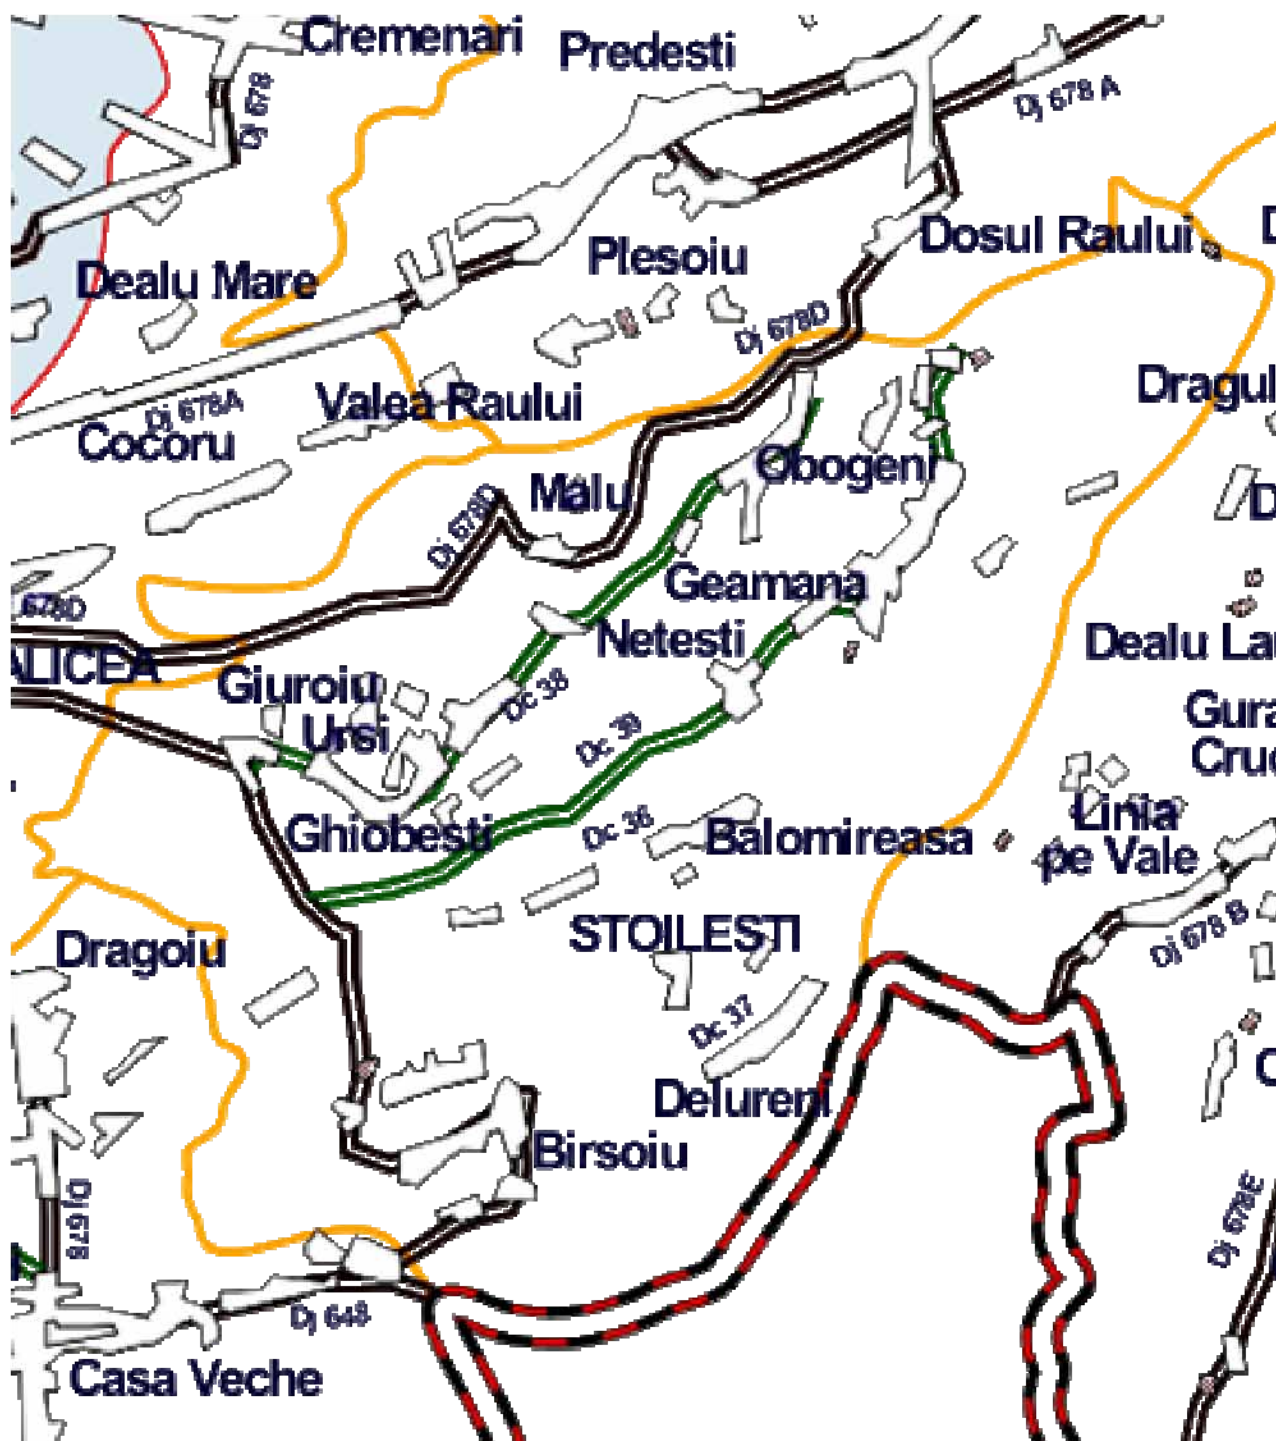 Cremenari
Predesti
Dj 678
Dj 678 A
Dosul Raului
Plesoiu
Dealu Mare
Dj 678D
Valea Raului
Dragul
Dj 678A
Cocoru
Obogeni
Malu
Dj 678D
Geamana
678D
Netesti
Dealu Lau
ALICEA
Giuroiu
Ursi
Dc 38
Gura
Cruc
Dc 39
Linia
pe Vale
Ghiobesti
Dc 36
Balomireasa
STOILESTI
Dj 678 B
Dragoiu
Dc 37
Delureni
Birsoiu
Dj 678
Dj 678E
Dj 648
Casa Veche